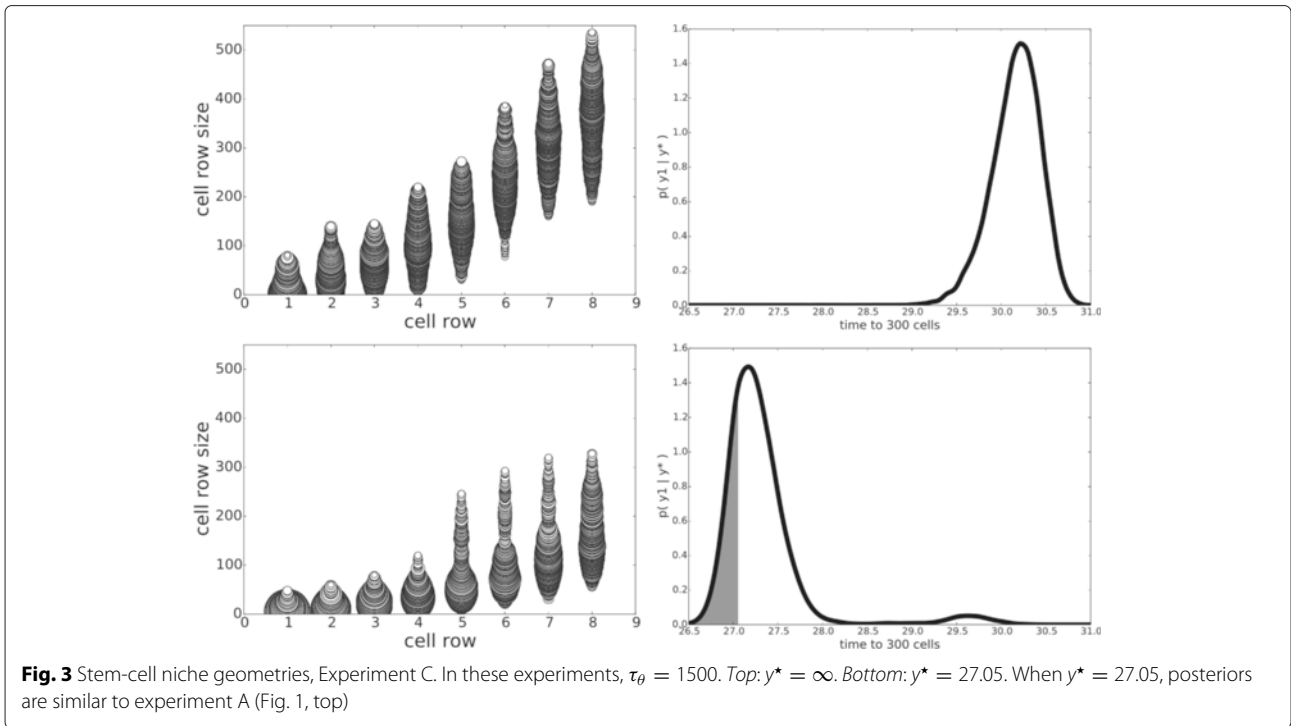 500
400
300
200
100
0
cell row size
0 1 2 3 4 5 6 7 8 9
cell row
1.6
1.4
1.2
1.0
0.8
0.6
0.4
0.2
0.0
p( y1 | y* )
26.5 27.0 27.5 28.0 28.5 29.0 29.5 30.0 30.5 31.0
time to 300 cells
500
400
300
200
100
0
cell row size
0 1 2 3 4 5 6 7 8 9
cell row
1.6
1.4
1.2
1.0
0.8
0.6
0.4
0.2
0.0
p( y1 | y* )
26.5 27.0 27.5 28.0 28.5 29.0 29.5 30.0 30.5 31.0
time to 300 cells
Fig. 3 Stem-cell niche geometries, Experiment C. In these experiments, τθ = 1500. Top: y⋆ = ∞. Bottom: y⋆ = 27.05. When y⋆ = 27.05, posteriors
are similar to experiment A (Fig. 1, top)